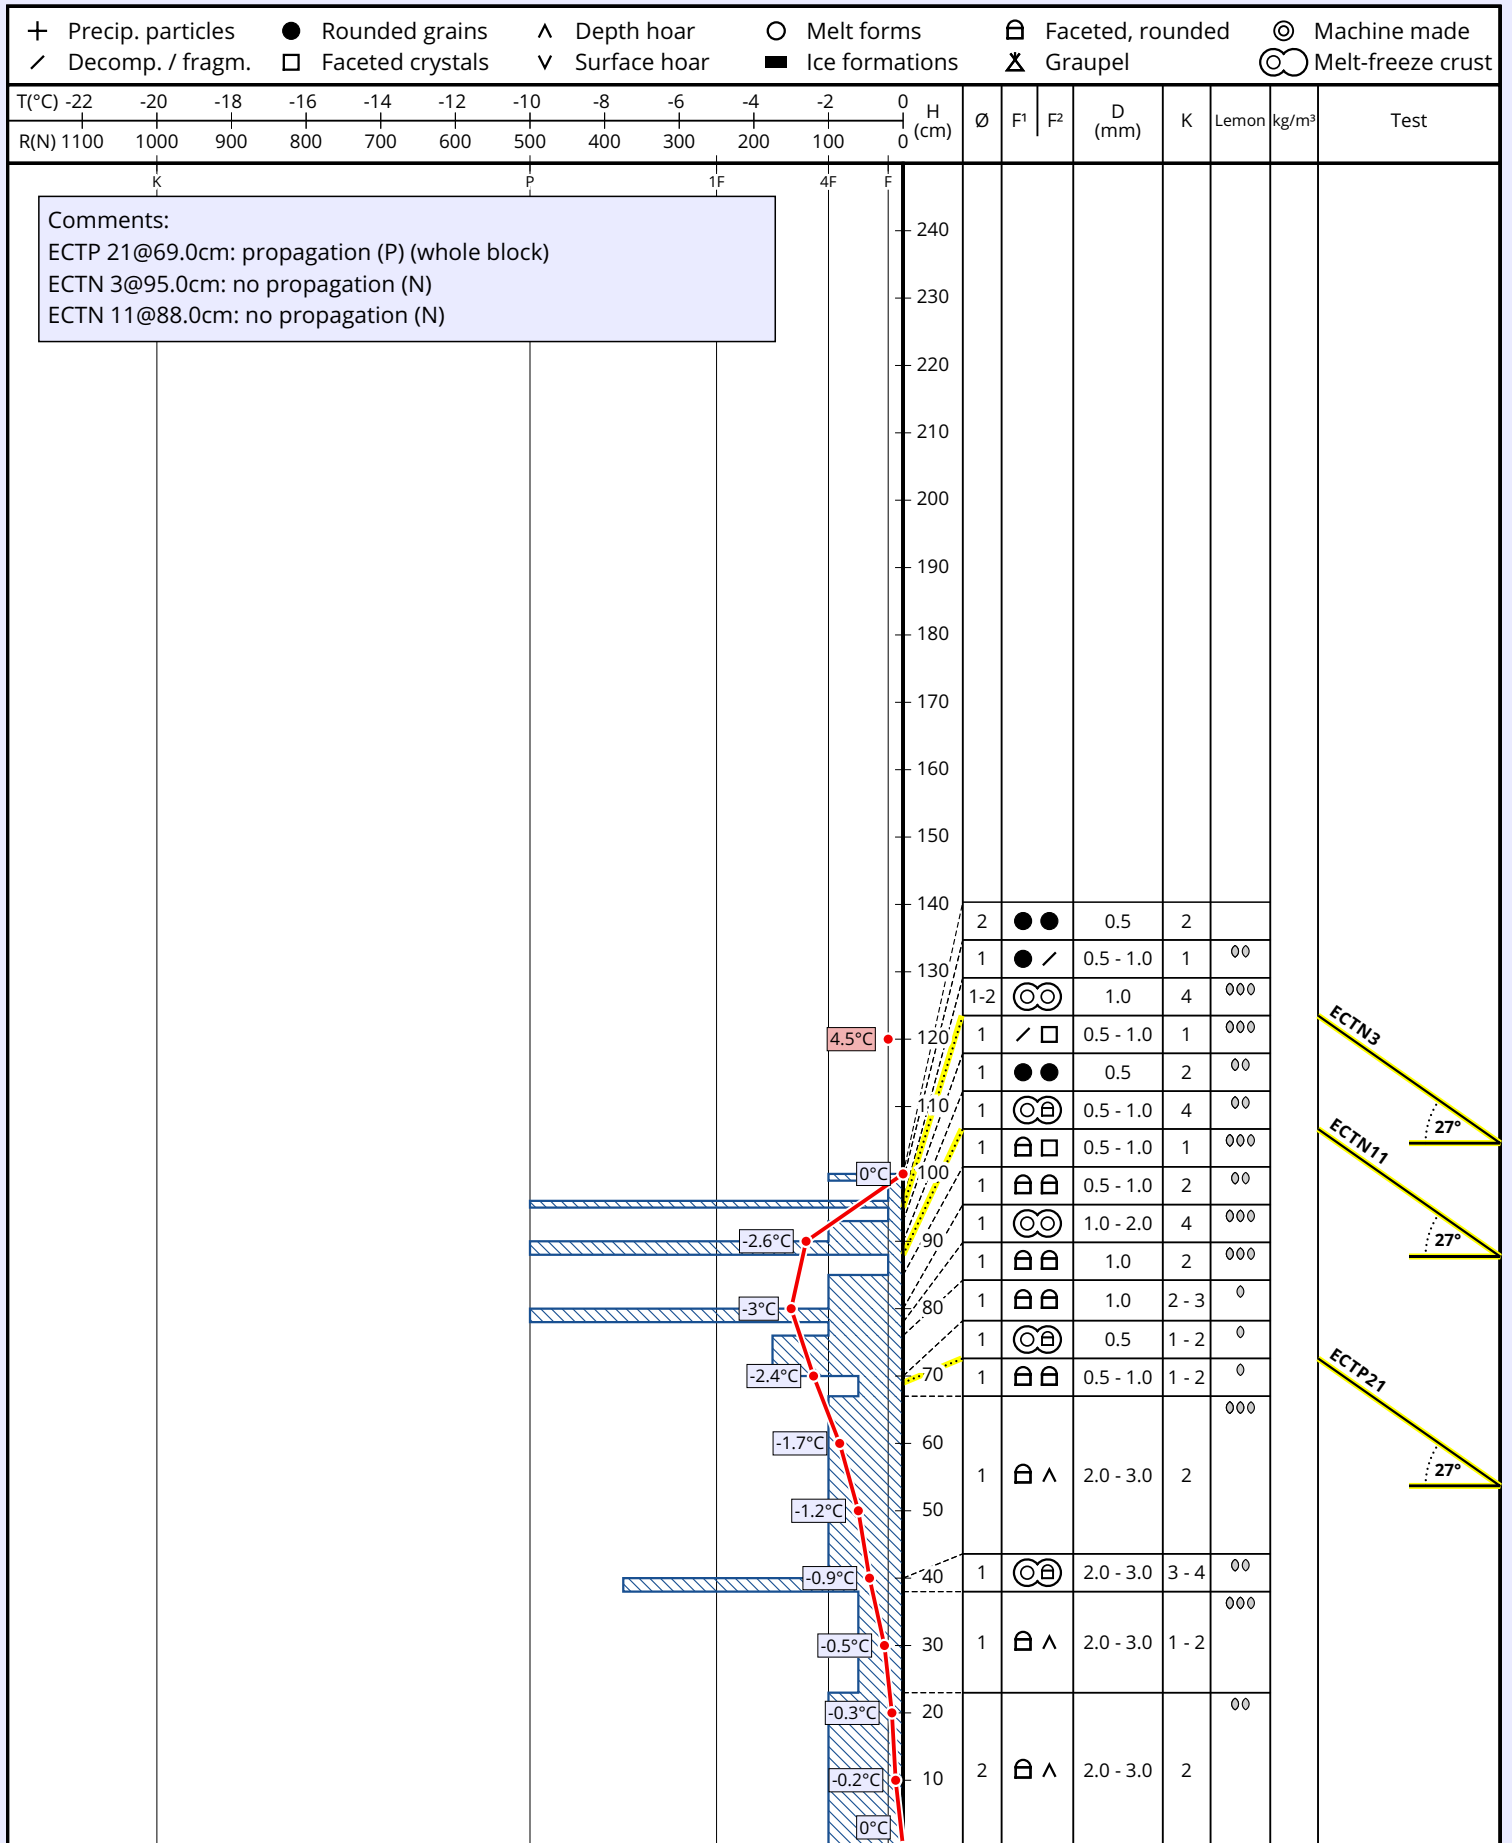 Precip. particles Rounded grains Depth hoar Melt forms Faceted, rounded Machine made
Decomp. / fragm. Faceted crystals Surface hoar Ice formations Graupel Melt-freeze crust
T(°C) -22 -20 -18 -16 -14 -12 -10 -8 -6 -4 -2 0
R(N) 1100 1000 900 800 700 600 500 400 300 200 100 0
H (cm) Ø F¹ F² D (mm) K Lemon kg/m³ Test
K P 1F 4F F
Comments:
ECTP 21@69.0cm: propagation (P) (whole block)
ECTN 3@95.0cm: no propagation (N)
ECTN 11@88.0cm: no propagation (N)
240
230
220
210
200
190
180
170
160
150
140
2 0.5 2
130
1 0.5 - 1.0 1
1-2 1.0 4
4.5°C 120
1 0.5 - 1.0 1
ECTN3
1 0.5 2
110
1 0.5 - 1.0 4
27°
1 0.5 - 1.0 1
ECTN11
0°C 100
1 0.5 - 1.0 2
1 1.0 - 2.0 4
-2.6°C 90
27°
1 1.0 2
-3°C 80
1 1.0 2 - 3
1 0.5 1 - 2
-2.4°C 70
1 0.5 - 1.0 1 - 2
ECTP21
-1.7°C 60
1 2.0 - 3.0 2
27°
-1.2°C 50
-0.9°C 40
1 2.0 - 3.0 3 - 4
-0.5°C 30
1 2.0 - 3.0 1 - 2
-0.3°C 20
-0.2°C 10
2 2.0 - 3.0 2
0°C